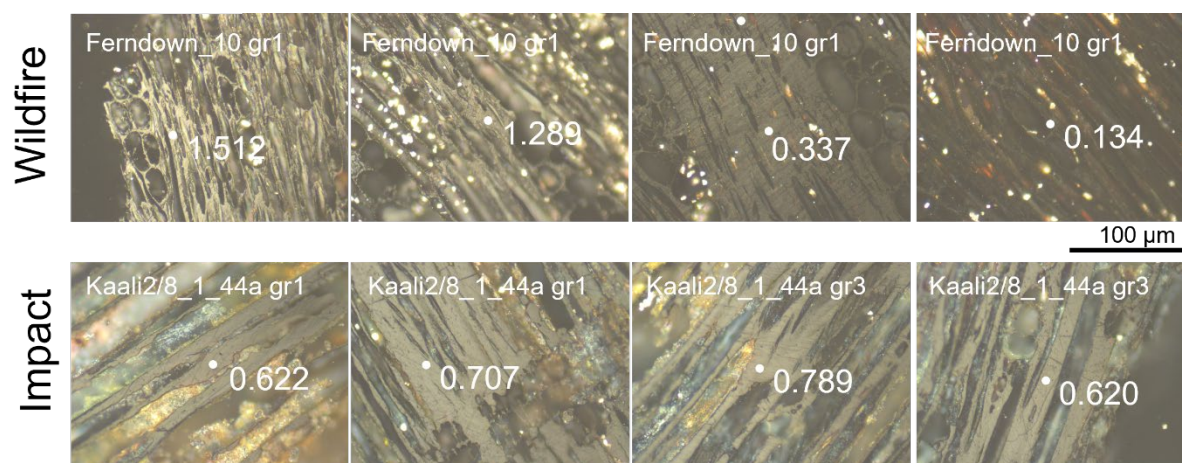 Wildfire
Ferndown_10 gr1
1.512
Ferndown_10 gr1
1.289
Ferndown_10 gr1
0.337
Ferndown_10 gr1
0.134
100 µm
Impact
Kaali2/8_1_44a gr1
0.622
Kaali2/8_1_44a gr1
0.707
Kaali2/8_1_44a gr3
0.789
Kaali2/8_1_44a gr3
0.620